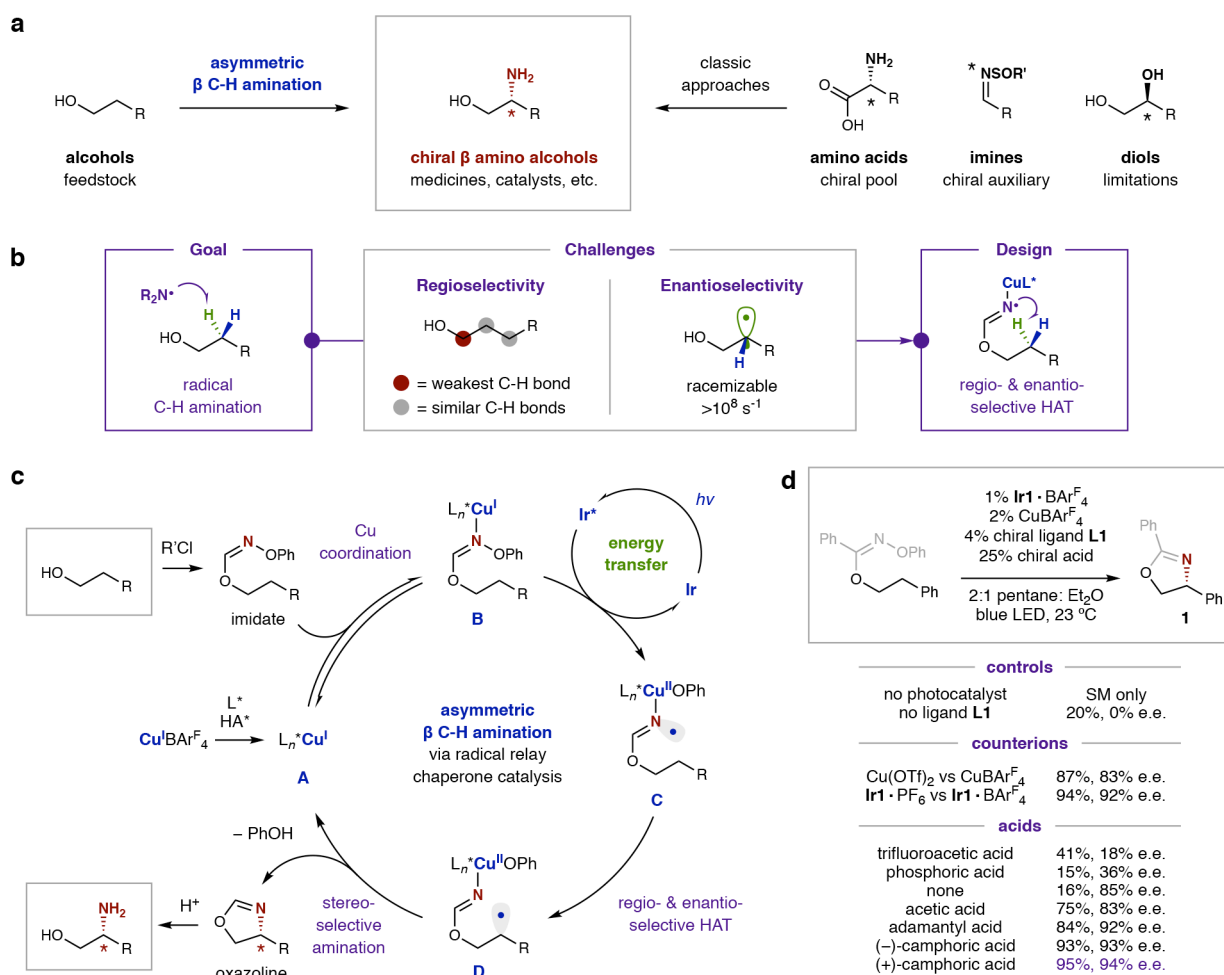 a
HO
R
alcohols
feedstock
asymmetric
β C-H amination
NH2
HO
R
*
chiral β amino alcohols
medicines, catalysts, etc.
classic
approaches
NH2
O
R
*
OH
amino acids
chiral pool
*
NSOR'
R
imines
chiral auxiliary
OH
HO
R
*
diols
limitations
b
Goal
R2N•
H
H
HO
R
radical
C-H amination
Challenges
Regioselectivity
HO
R
= weakest C-H bond
= similar C-H bonds
Enantioselectivity
HO
R
H
racemizable
>10⁸ s⁻¹
Design
CuL*
N•
H
H
O
R
regio- & enantio-
selective HAT
c
HO
R
R'Cl
N
OPh
O
R
imidate
Cu
coordination
Ln*Cuᴵ
N
OPh
O
R
B
Ir*
hν
energy
transfer
Ir
L*
HA*
CuᴵBArF4
Ln*Cuᴵ
A
asymmetric
β C-H amination
via radical relay
chaperone catalysis
Ln*CuᴵᴵOPh
N
•
O
R
C
– PhOH
Ln*CuᴵᴵOPh
N
•
O
R
D
regio- & enantio-
selective HAT
stereo-
selective
amination
NH2
HO
R
*
H⁺
O
N
R
*
oxazoline
d
Ph
N
OPh
O
Ph
1% Ir1·BArF4
2% CuBArF4
4% chiral ligand L1
25% chiral acid
2:1 pentane: Et2O
blue LED, 23 ºC
Ph
N
O
Ph
1
controls
no photocatalyst SM only
no ligand L1 20%, 0% e.e.
counterions
Cu(OTf)2 vs CuBArF4 87%, 83% e.e.
Ir1·PF6 vs Ir1·BArF4 94%, 92% e.e.
acids
trifluoroacetic acid 41%, 18% e.e.
phosphoric acid 15%, 36% e.e.
none 16%, 85% e.e.
acetic acid 75%, 83% e.e.
adamantyl acid 84%, 92% e.e.
(−)-camphoric acid 93%, 93% e.e.
(+)-camphoric acid 95%, 94% e.e.